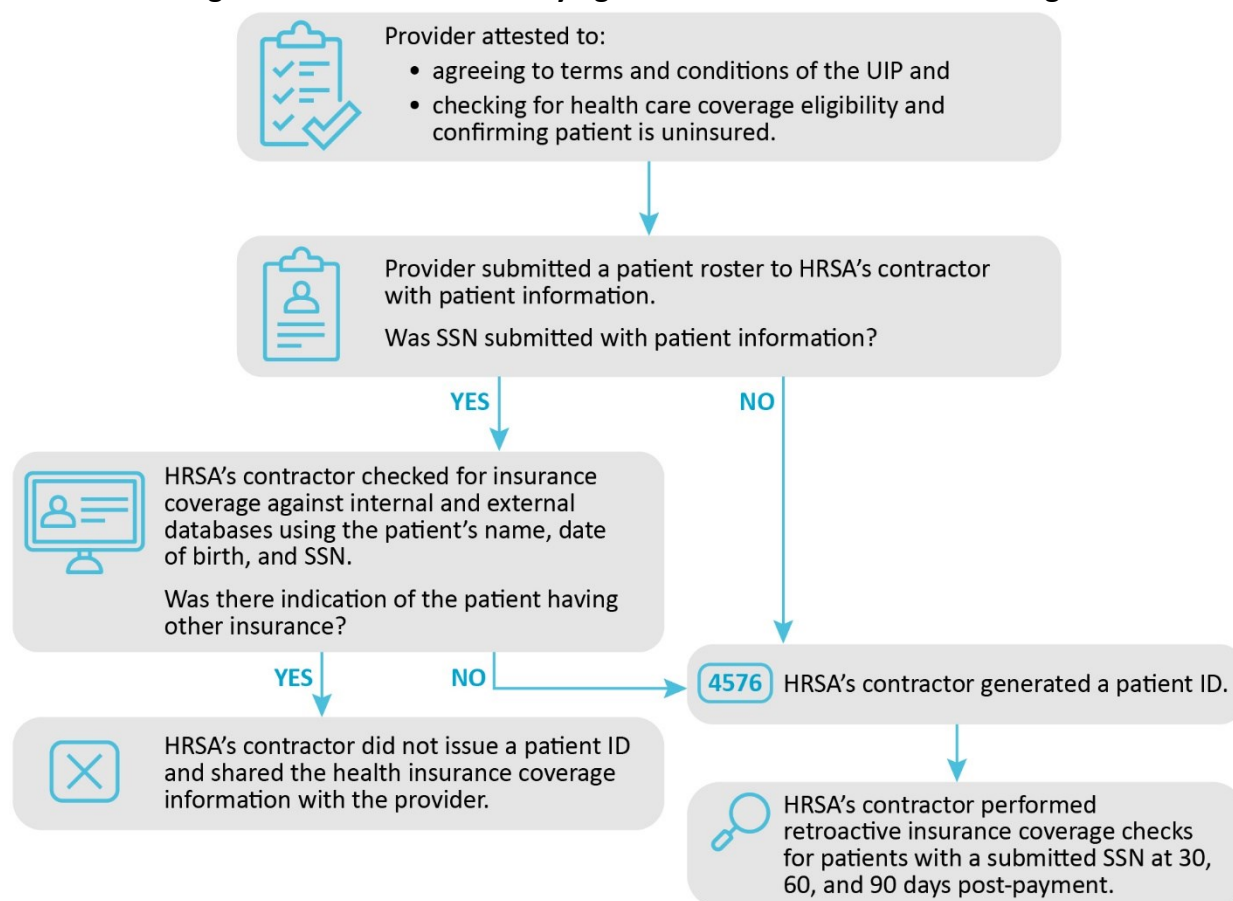 Provider attested to:
• agreeing to terms and conditions of the UIP and
• checking for health care coverage eligibility and
confirming patient is uninsured.
Provider submitted a patient roster to HRSA's contractor
with patient information.
Was SSN submitted with patient information?
YES
NO
HRSA's contractor checked for insurance
coverage against internal and external
databases using the patient's name, date
of birth, and SSN.
Was there indication of the patient having
other insurance?
YES
NO
4576 HRSA's contractor generated a patient ID.
HRSA's contractor did not issue a patient ID
and shared the health insurance coverage
information with the provider.
HRSA's contractor performed
retroactive insurance coverage checks
for patients with a submitted SSN at 30,
60, and 90 days post-payment.